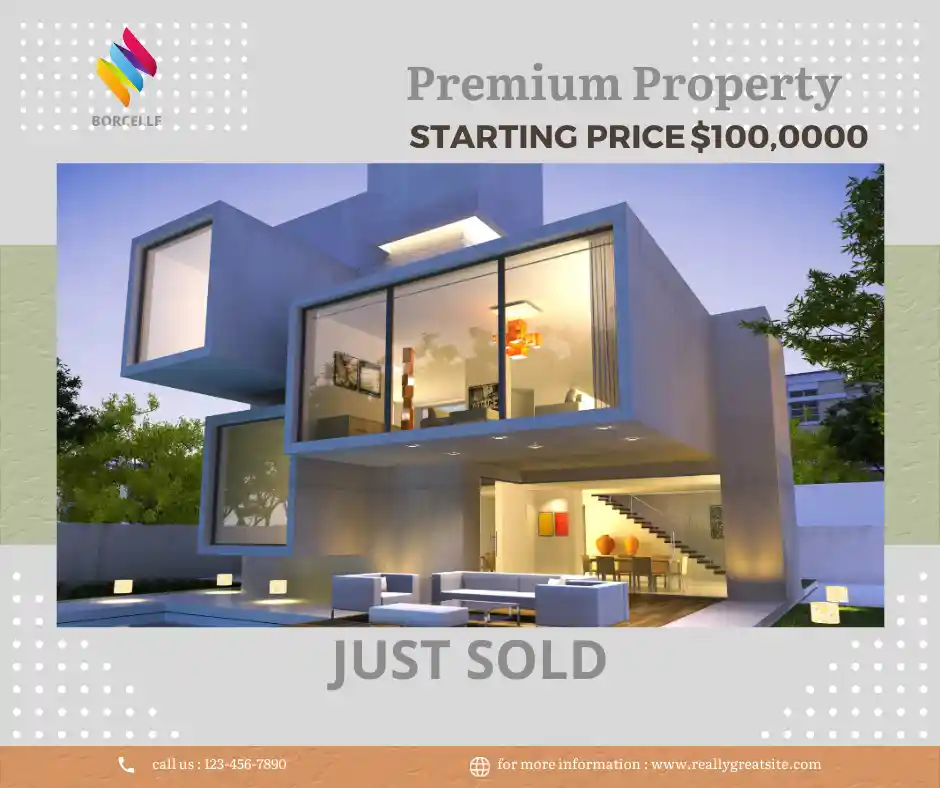 BORCELLE
Premium Property
STARTING PRICE $100,0000
JUST SOLD
call us : 123-456-7890
for more information : www.reallygreatsite.com